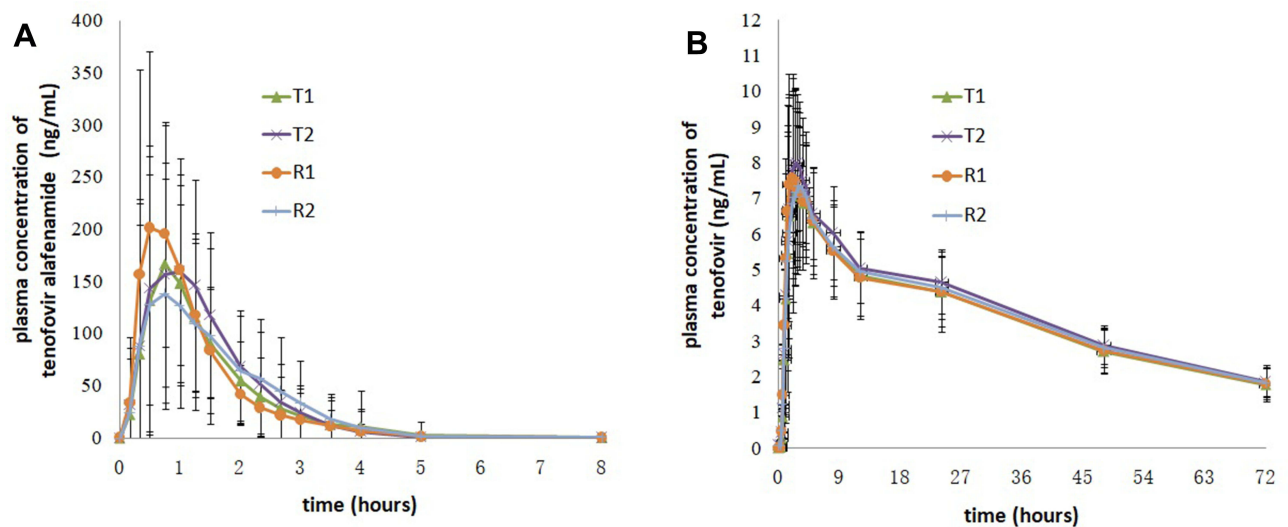 A
plasma concentration of
tenofovir alafenamide (ng/mL)
400
350
300
250
200
150
100
50
0
T1
T2
R1
R2
0 1 2 3 4 5 6 7 8
time (hours)
B
plasma concentration of
tenofovir (ng/mL)
12
11
10
9
8
7
6
5
4
3
2
1
0
T1
T2
R1
R2
0 9 18 27 36 45 54 63 72
time (hours)